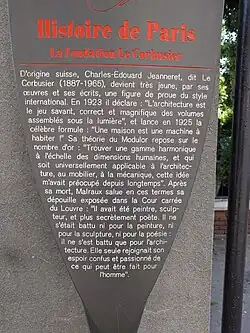 Histoire de Paris
La Fondation Le Corbusier
D'origine suisse, Charles-Edouard Jeanneret, dit Le
Corbusier (1887-1965), devient très jeune, par ses
œuvres et ses écrits, une figure de proue du style
international. En 1923 il déclare : "L'architecture est
le jeu savant, correct et magnifique des volumes
assemblés sous la lumière", et lance en 1925 la
célèbre formule : "Une maison est une machine à
habiter !" Sa théorie du Modulor repose sur le
nombre d'or : "Trouver une gamme harmonique
à l'échelle des dimensions humaines, et qui
soit universellement applicable à l'architec-
ture, au mobilier, à la mécanique, cette idée
m'avait préoccupé depuis longtemps". Après
sa mort, Malraux salue en ces termes sa
dépouille exposée dans la Cour carrée
du Louvre : "Il avait été peintre, sculp-
teur, et plus secrètement poète. Il ne
s'était battu ni pour la peinture, ni
pour la sculpture, ni pour la poésie :
il ne s'est battu que pour l'archi-
tecture. Elle seule rejoignait son
espoir confus et passionné de
ce qui peut être fait pour
l'homme".